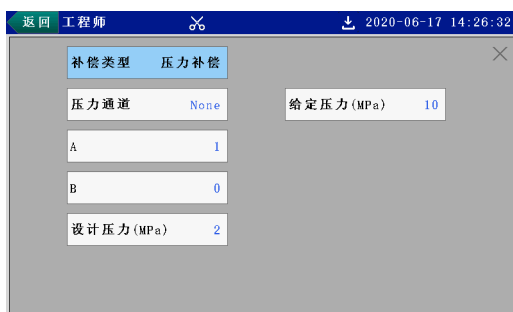 返回 工程师 2020-06-17 14:26:32
补偿类型 压力补偿
压力通道 None 给定压力(MPa) 10
A 1
B 0
设计压力(MPa) 2